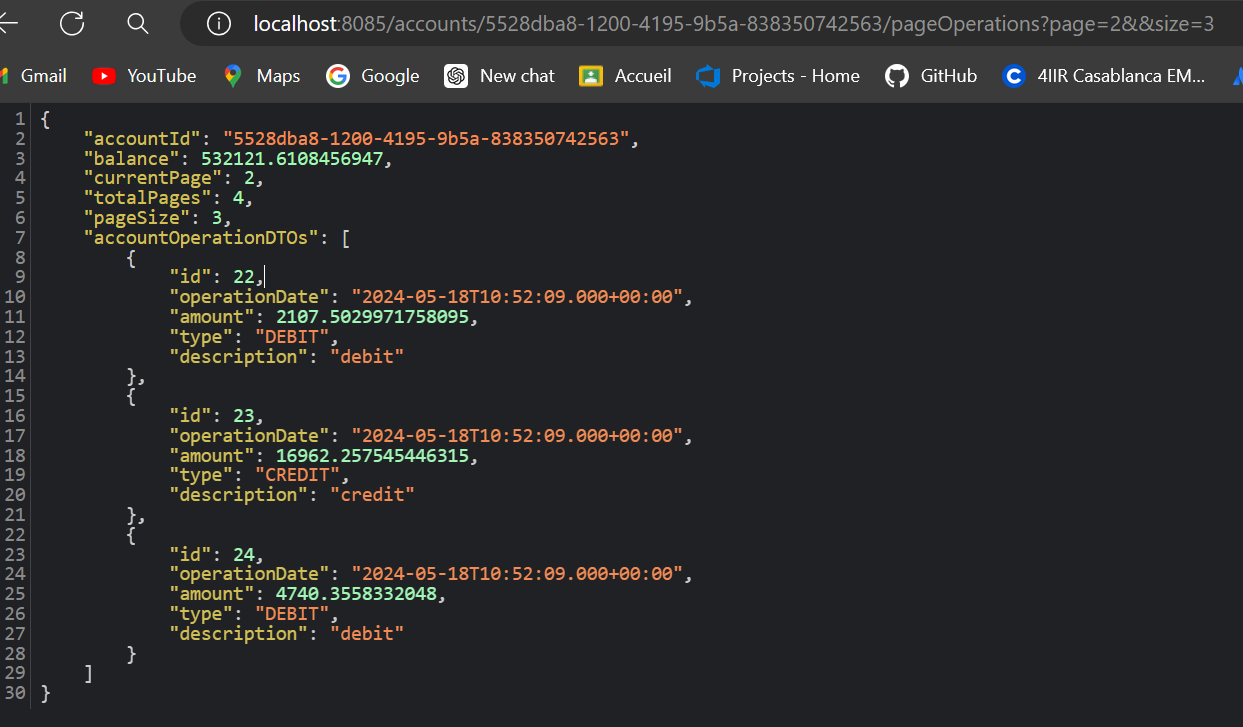 localhost:8085/accounts/5528dba8-1200-4195-9b5a-838350742563/pageOperations?page=2&&size=3
Gmail YouTube Maps Google New chat Accueil Projects - Home GitHub 4IIR Casablanca EM...
1 {
2 "accountId": "5528dba8-1200-4195-9b5a-838350742563",
3 "balance": 532121.6108456947,
4 "currentPage": 2,
5 "totalPages": 4,
6 "pageSize": 3,
7 "accountOperationDTOs": [
8 {
9 "id": 22,
10 "operationDate": "2024-05-18T10:52:09.000+00:00",
11 "amount": 2107.5029971758095,
12 "type": "DEBIT",
13 "description": "debit"
14 },
15 {
16 "id": 23,
17 "operationDate": "2024-05-18T10:52:09.000+00:00",
18 "amount": 16962.257545446315,
19 "type": "CREDIT",
20 "description": "credit"
21 },
22 {
23 "id": 24,
24 "operationDate": "2024-05-18T10:52:09.000+00:00",
25 "amount": 4740.3558332048,
26 "type": "DEBIT",
27 "description": "debit"
28 }
29 ]
30 }